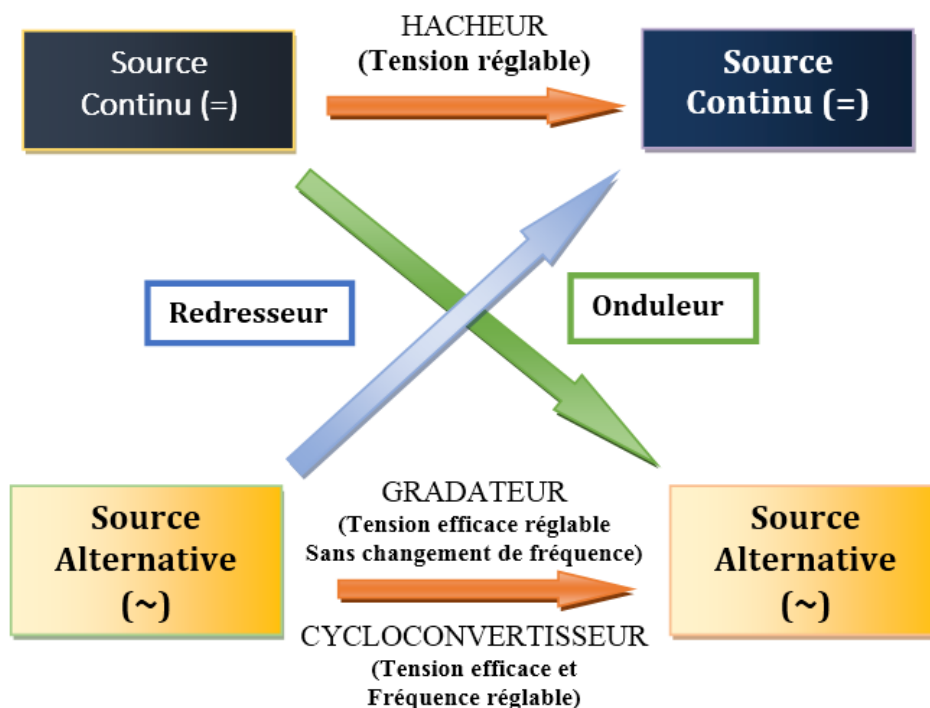 Source
Continu (=)
HACHEUR
(Tension réglable)
Source
Continu (=)
Redresseur
Onduleur
Source
Alternative
(~)
GRADATEUR
(Tension efficace réglable
Sans changement de fréquence)
CYCLOCONVERTISSEUR
(Tension efficace et
Fréquence réglable)
Source
Alternative
(~)